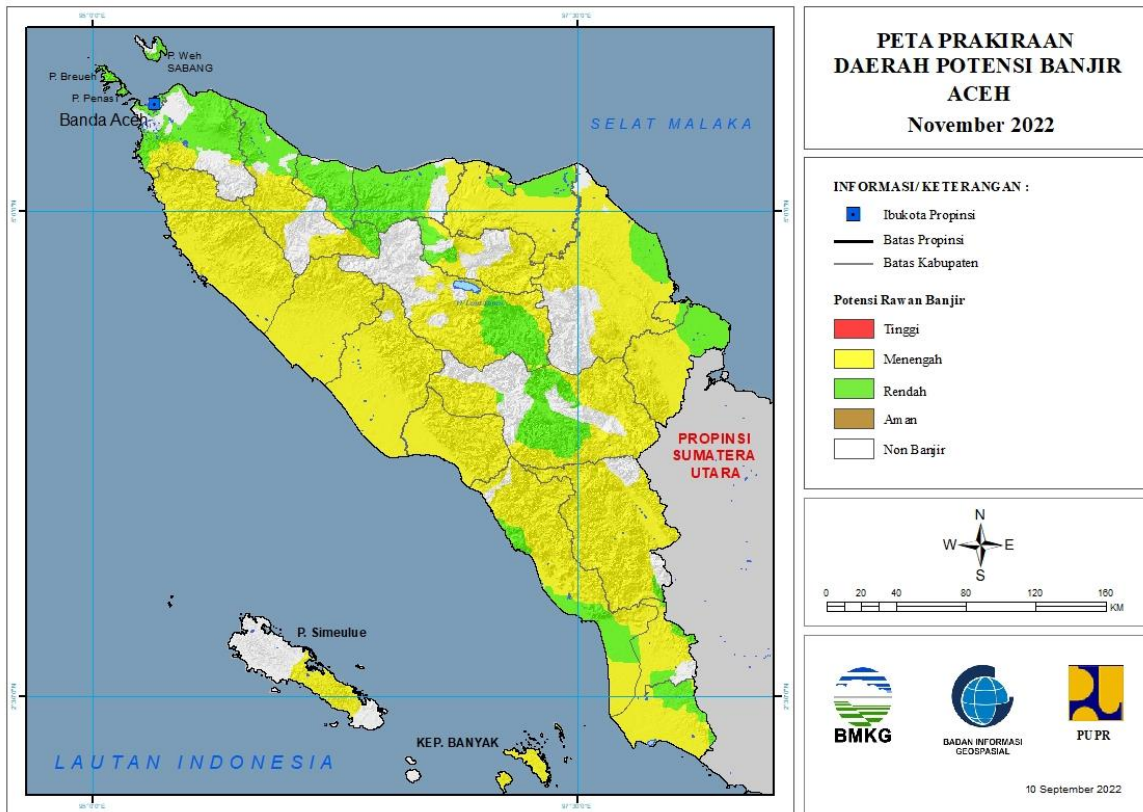 PETA PRAKIRAAN
DAERAH POTENSI BANJIR
ACEH
November 2022
INFORMASI/ KETERANGAN :
Ibukota Propinsi
Batas Propinsi
Batas Kabupaten
Potensi Rawan Banjir
Tinggi
Menengah
Rendah
Aman
Non Banjir
N
W E
S
0 20 40 80 120 160
KM
BMKG
BADAN INFORMASI
GEOSPASIAL
PUPR
10 September 2022
P. Weh
SABANG
P. Breueh
P. Penasi
Banda Aceh
SELAT MALAKA
PROPINSI
SUMATERA
UTARA
P. Simeulue
KEP. BANYAK
LAUTAN INDONESIA